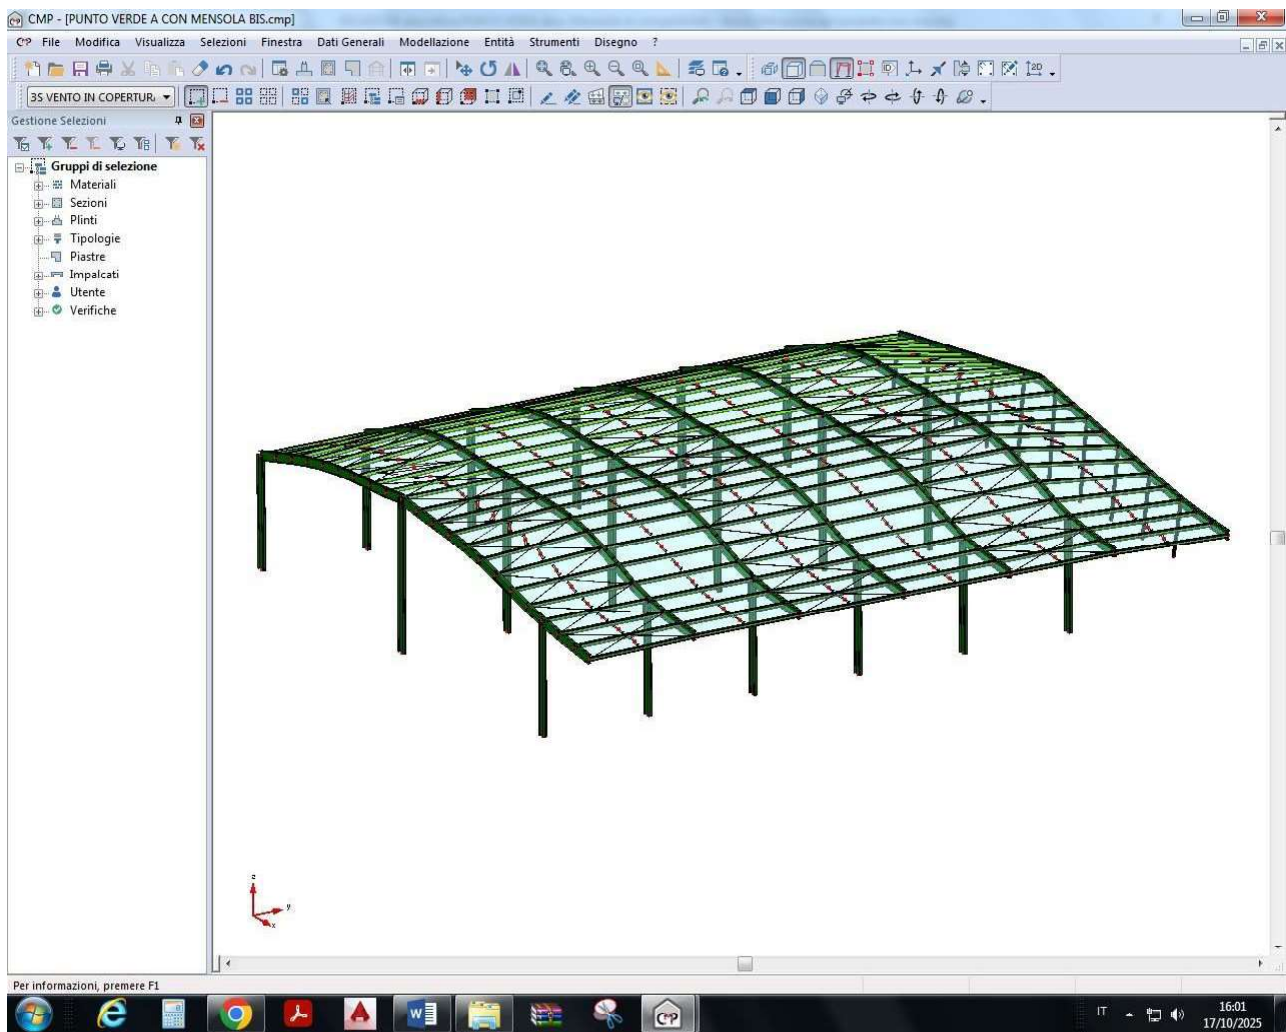 CMP - [PUNTO VERDE A CON MENSOLA BIS.cmp]
File Modifica Visualizza Selezioni Finestra Dati Generali Modellazione Entità Strumenti Disegno ?
3S VENTO IN COPERTUR
Gestione Selezioni
Gruppi di selezione
Materiali
Sezioni
Plinti
Tipologie
Piastre
Impalcati
Utente
Verifiche
z
y
x
Per informazioni, premere F1
IT
16:01
17/10/2025